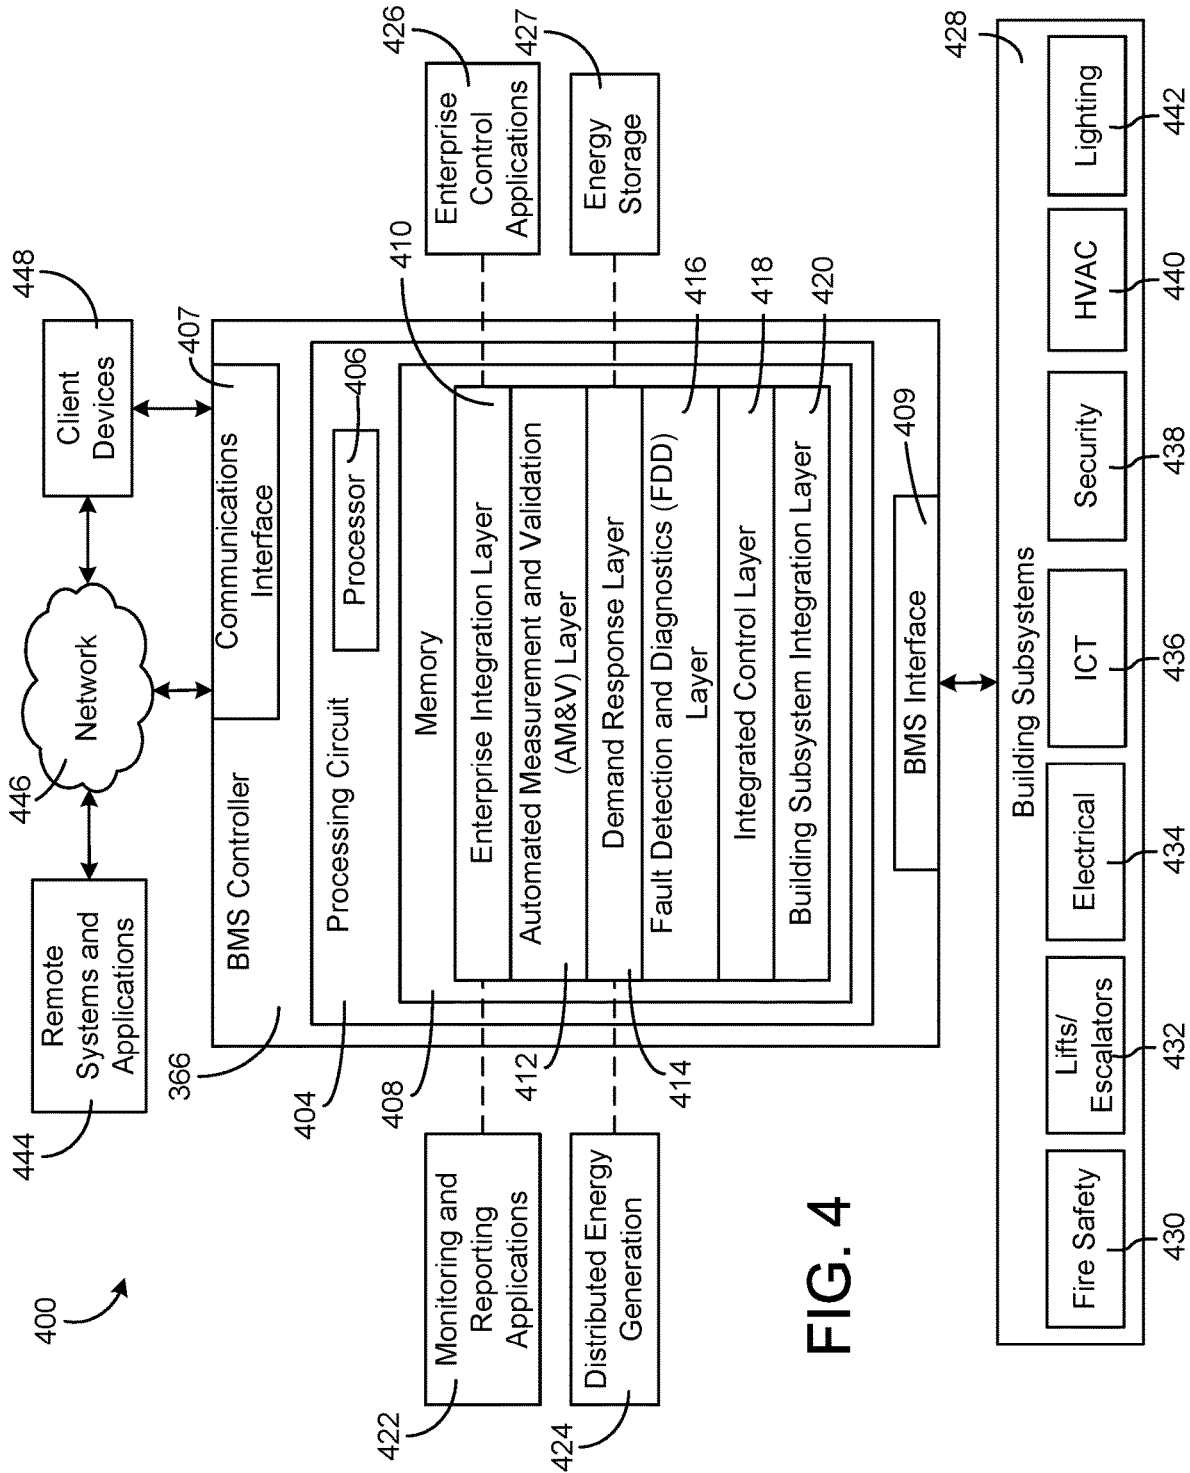 400
444
Remote
Systems and
Applications
446
Network
448
Client
Devices
366
BMS Controller
407
Communications
Interface
404
Processing Circuit
Processor
406
408
Memory
410
Enterprise Integration Layer
412
Automated Measurement and Validation
(AM&V) Layer
414
Demand Response Layer
Fault Detection and Diagnostics (FDD)
Layer
416
Integrated Control Layer
418
Building Subsystem Integration Layer
420
422
Monitoring and
Reporting
Applications
424
Distributed Energy
Generation
426
Enterprise
Control
Applications
427
Energy
Storage
BMS Interface
409
Building Subsystems
428
Fire Safety
430
Lifts/
Escalators
432
Electrical
434
ICT
436
Security
438
HVAC
440
Lighting
442
FIG. 4